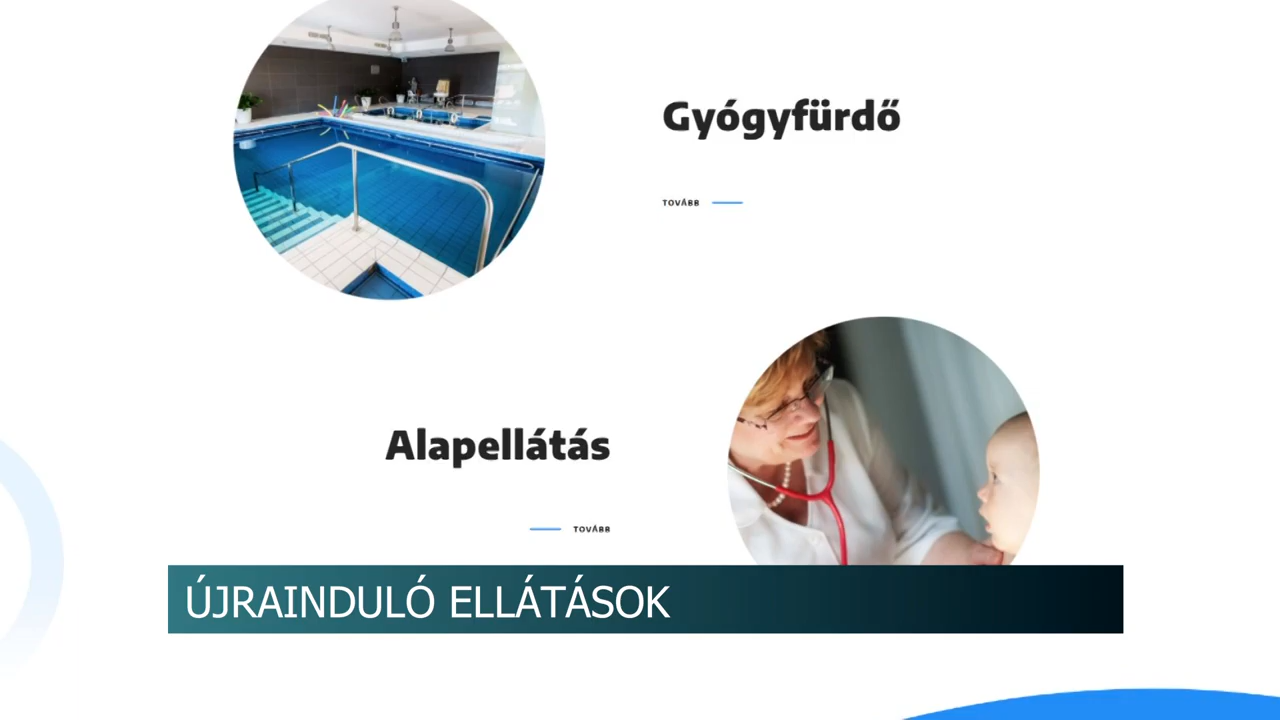 Gyógyfürdő
TOVÁBB
Alapellátás
TOVÁBB
ÚJRAINDULÓ ELLÁTÁSOK